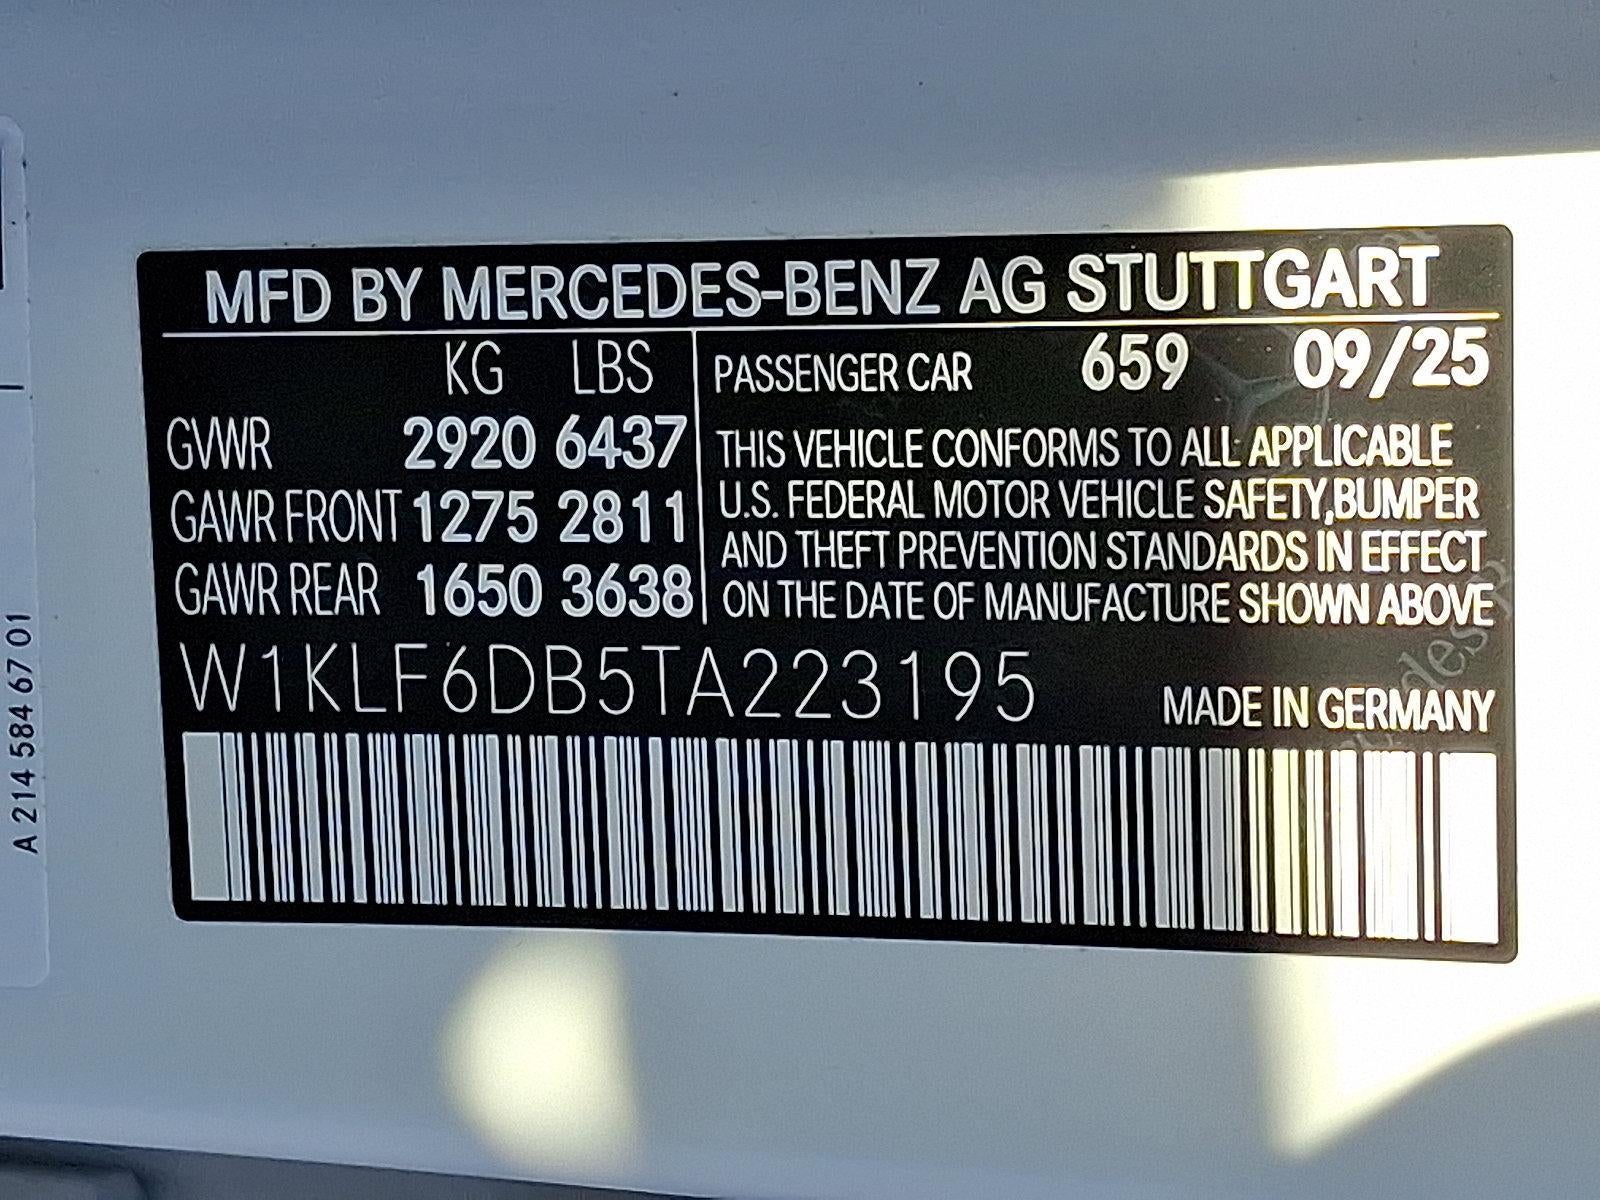 MFD BY MERCEDES-BENZ AG STUTTGART
KG LBS
GVWR 2920 6437
GAWR FRONT 1275 2811
GAWR REAR 1650 3638
PASSENGER CAR 659 09/25
THIS VEHICLE CONFORMS TO ALL APPLICABLE
U.S. FEDERAL MOTOR VEHICLE SAFETY,BUMPER
AND THEFT PREVENTION STANDARDS IN EFFECT
ON THE DATE OF MANUFACTURE SHOWN ABOVE
W1KLF6DB5TA223195
MADE IN GERMANY
A 214 584 67 01